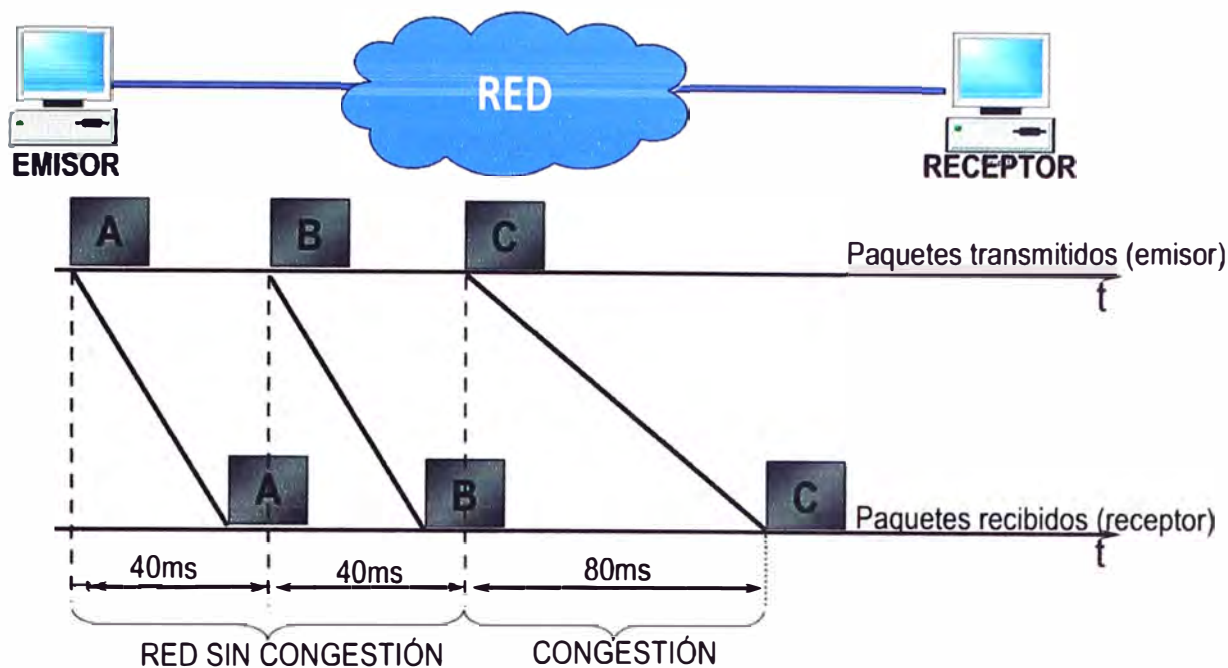 RED
EMISOR
RECEPTOR
A
B
C
Paquetes transmitidos (emisor)
t
A
B
C
Paquetes recibidos (receptor)
t
40ms
40ms
80ms
RED SIN CONGESTIÓN
CONGESTIÓN